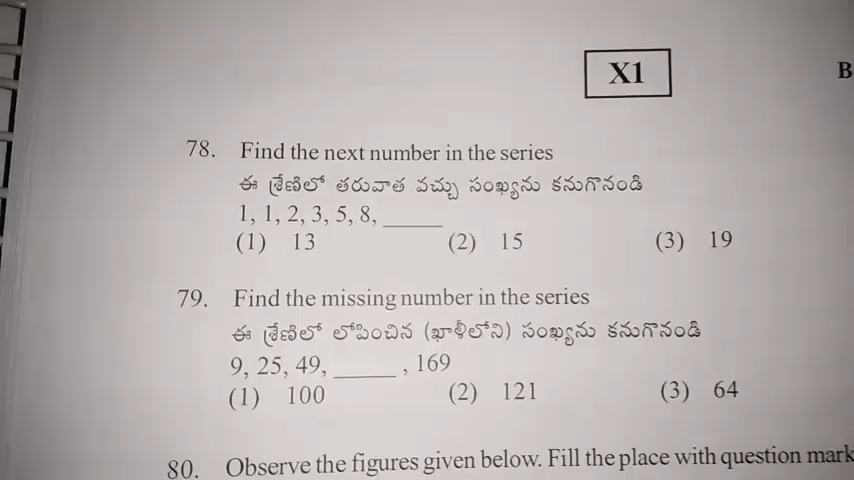 X1
B
78. Find the next number in the series
ఈ శ్రేణిలో తరువాత వచ్చు సంఖ్యను కనుగొనండి
1, 1, 2, 3, 5, 8, _____
(1) 13 (2) 15 (3) 19
79. Find the missing number in the series
ఈ శ్రేణిలో లోపించిన (ఖాళీలోని) సంఖ్యను కనుగొనండి
9, 25, 49, _____ , 169
(1) 100 (2) 121 (3) 64
80. Observe the figures given below. Fill the place with question mark